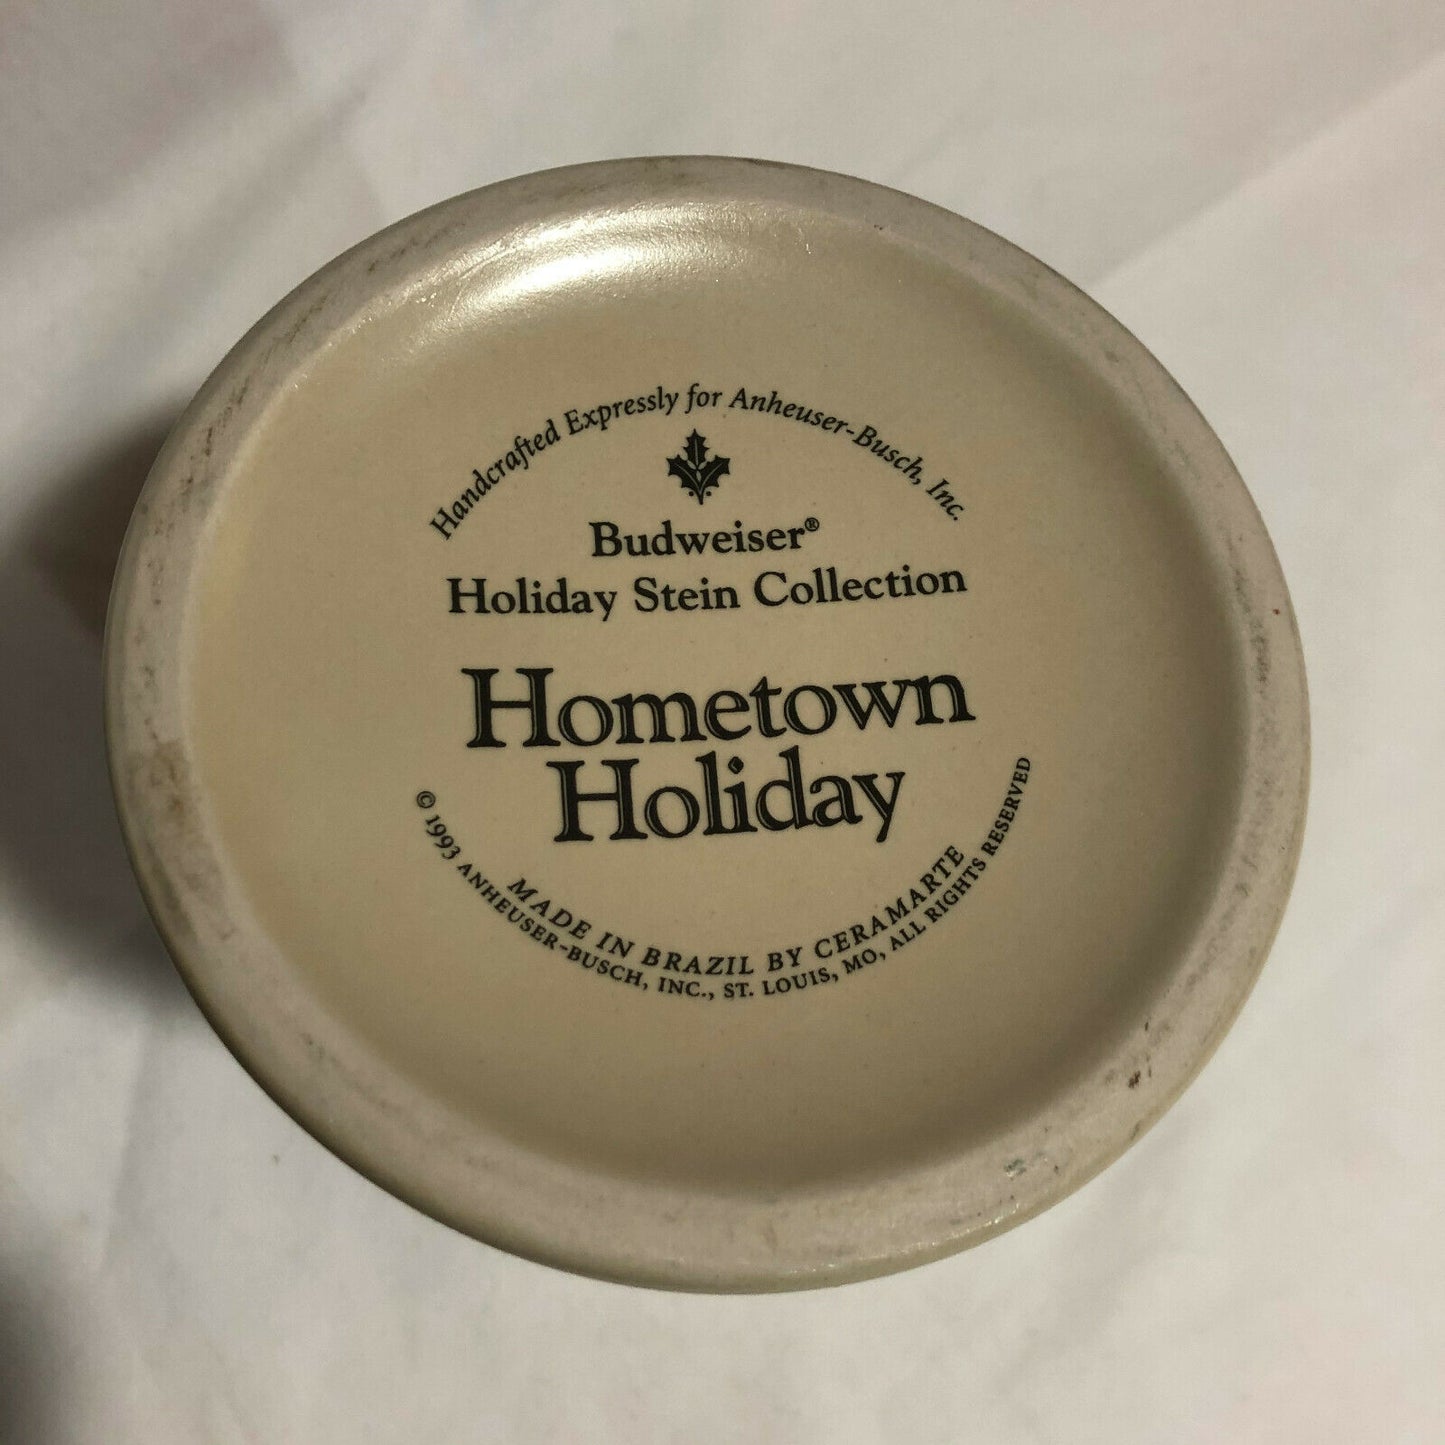 Handcrafted Expressly for Anheuser-Busch, Inc.
Budweiser®
Holiday Stein Collection
Hometown
Holiday
MADE IN BRAZIL BY CERAMARTE
© 1993 ANHEUSER-BUSCH, INC., ST. LOUIS, MO, ALL RIGHTS RESERVED